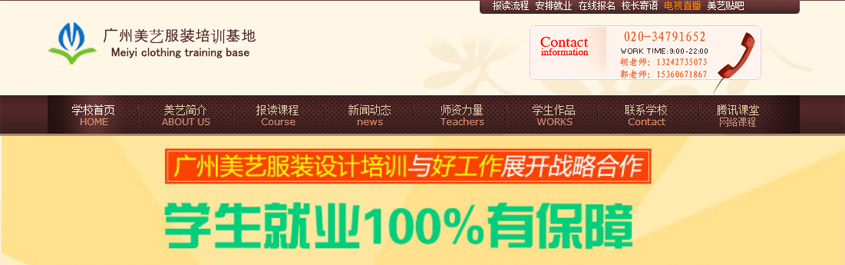 报读流程 安排就业 在线报名 校长寄语 电视直播 美艺贴吧
广州美艺服装培训基地
Meiyi clothing training base
Contact
information
020-34791652
WORK TIME:9:00-22:00
胡老师：13242735073
郭老师：15360671867
学校首页 美艺简介 报读课程 新闻动态 师资力量 学生作品 联系学校 腾讯课堂
HOME ABOUT US Course news Teachers WORKS Contact 网络课程
广州美艺服装设计培训与好工作展开战略合作
学生就业100%有保障